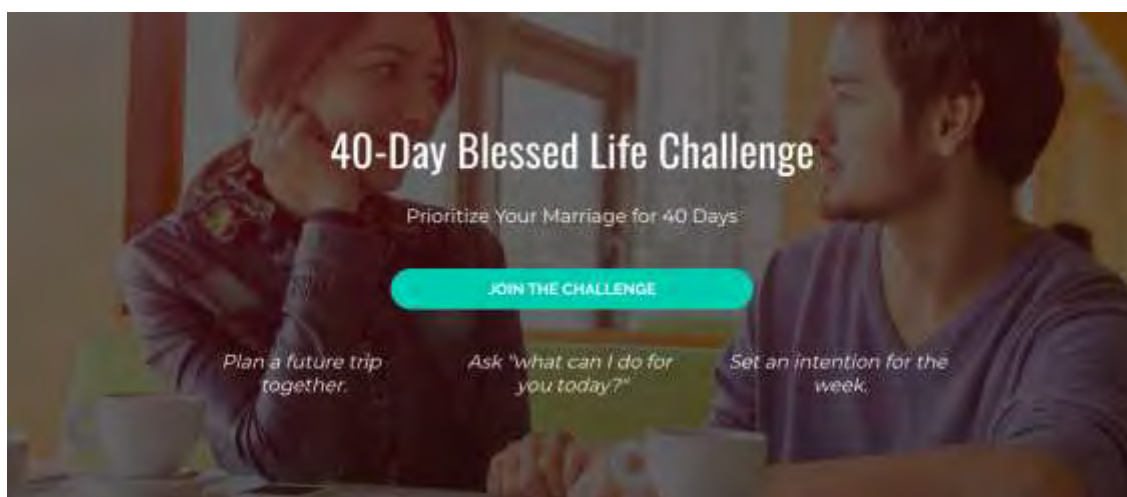 40-Day Blessed Life Challenge
Prioritize Your Marriage for 40 Days
JOIN THE CHALLENGE
Plan a future trip
together.
Ask "what can I do for
you today?"
Set an intention for the
week.